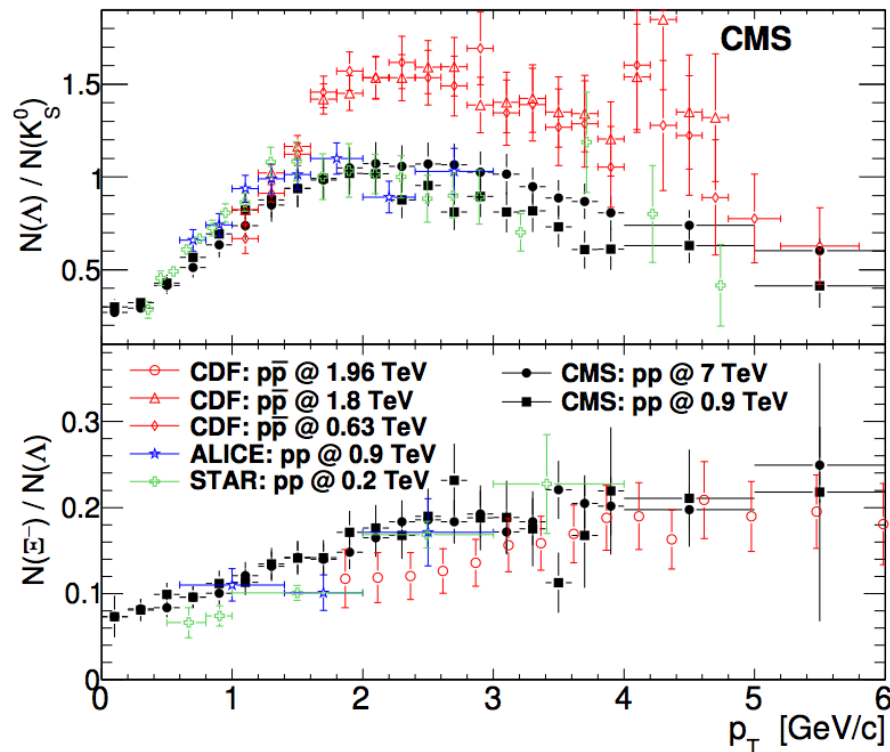 CMS
N(Λ) / N(K⁰_S)
1.5
1
0.5
N(Ξ⁻) / N(Λ)
0.3
0.2
0.1
0
CDF: pp̅ @ 1.96 TeV
CDF: pp̅ @ 1.8 TeV
CDF: pp̅ @ 0.63 TeV
ALICE: pp @ 0.9 TeV
STAR: pp @ 0.2 TeV
CMS: pp @ 7 TeV
CMS: pp @ 0.9 TeV
0 1 2 3 4 5 6
p_T [GeV/c]